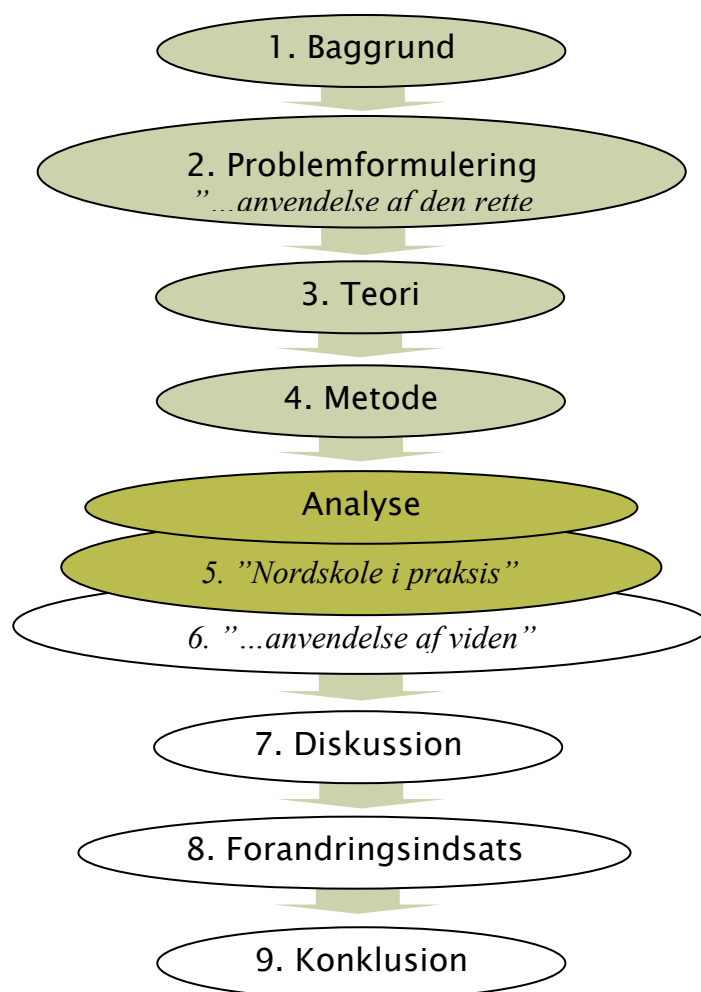 1. Baggrund
2. Problemformulering
”…anvendelse af den rette
3. Teori
4. Metode
Analyse
5. ”Nordskole i praksis”
6. ”…anvendelse af viden”
7. Diskussion
8. Forandringsindsats
9. Konklusion